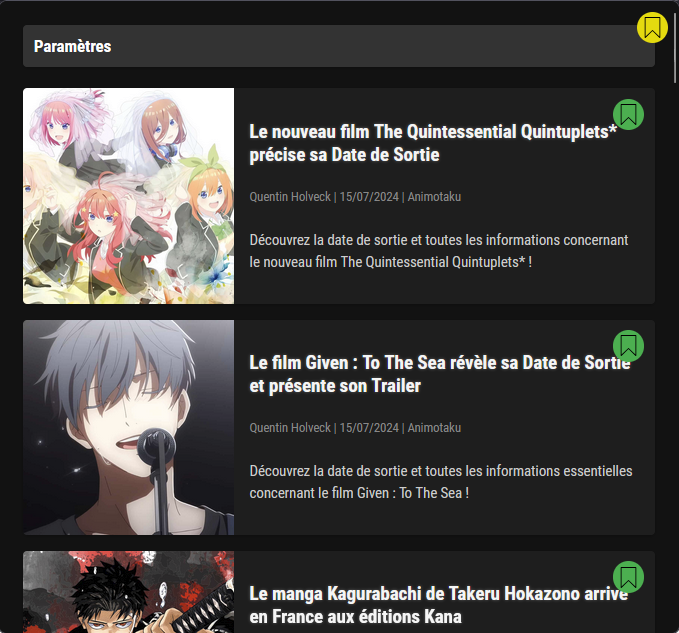 Paramètres
Le nouveau film The Quintessential Quintuplets*
précise sa Date de Sortie
Quentin Holveck | 15/07/2024 | Animotaku
Découvrez la date de sortie et toutes les informations concernant
le nouveau film The Quintessential Quintuplets* !
Le film Given : To The Sea révèle sa Date de Sortie
et présente son Trailer
Quentin Holveck | 15/07/2024 | Animotaku
Découvrez la date de sortie et toutes les informations essentielles
concernant le film Given : To The Sea !
Le manga Kagurabachi de Takeru Hokazono arrive
en France aux éditions Kana